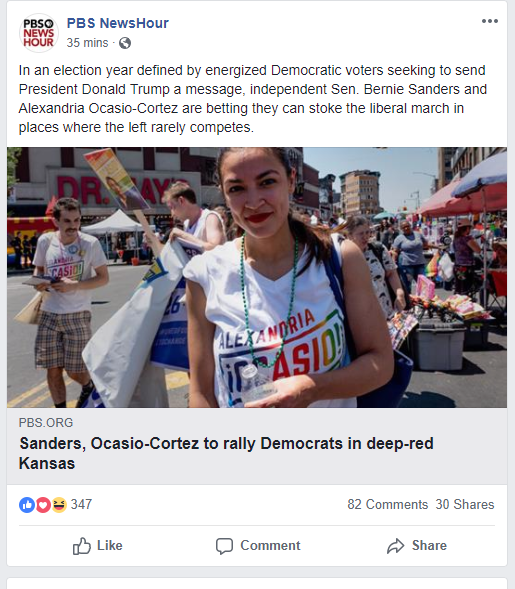 PBS
NEWS
HOUR
PBS NewsHour
35 mins ·
In an election year defined by energized Democratic voters seeking to send
President Donald Trump a message, independent Sen. Bernie Sanders and
Alexandria Ocasio-Cortez are betting they can stoke the liberal march in
places where the left rarely competes.
DR. JAY
ALEXANDRIA
¡OCASIO!
PBS.ORG
Sanders, Ocasio-Cortez to rally Democrats in deep-red
Kansas
347
82 Comments 30 Shares
Like Comment Share